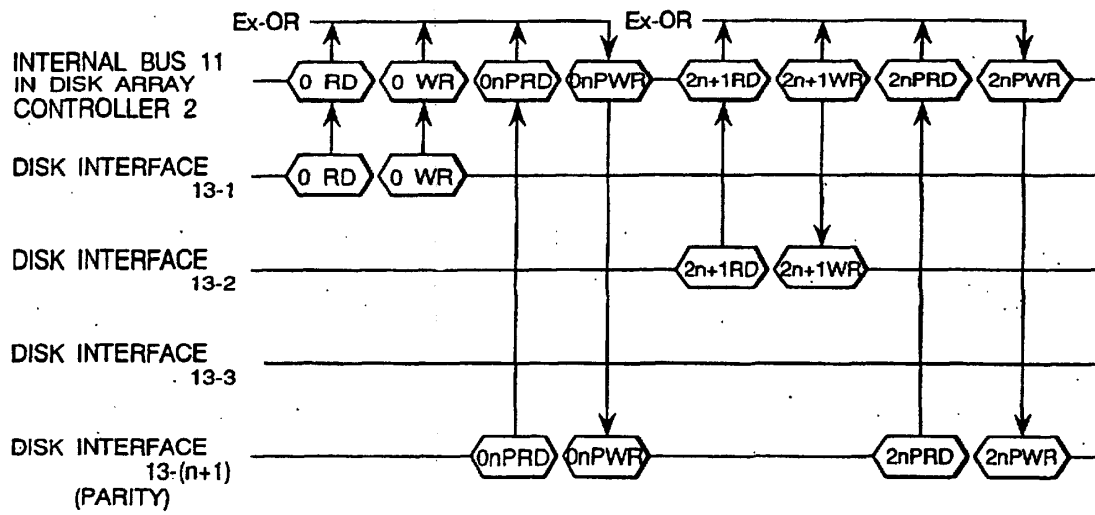 Ex-OR Ex-OR
INTERNAL BUS 11
IN DISK ARRAY
CONTROLLER 2
0 RD 0 WR 0nPRD 0nPWR 2n+1RD 2n+1WR 2nPRD 2nPWR
DISK INTERFACE
13-1
0 RD 0 WR
DISK INTERFACE
13-2
2n+1RD 2n+1WR
DISK INTERFACE
13-3
DISK INTERFACE
13-(n+1)
(PARITY)
0nPRD 0nPWR 2nPRD 2nPWR